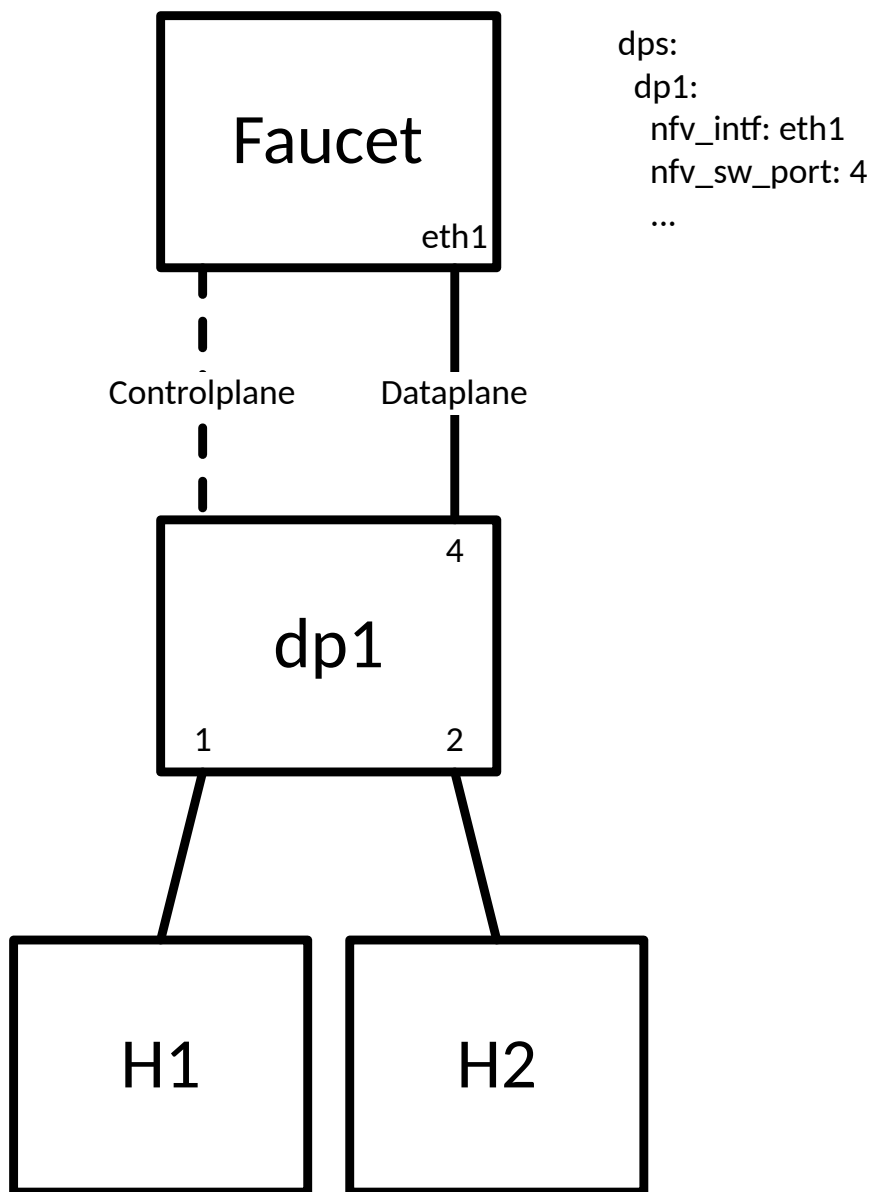 Faucet
eth1
dps:
dp1:
nfv_intf: eth1
nfv_sw_port: 4
...
Controlplane
Dataplane
4
dp1
1
2
H1
H2